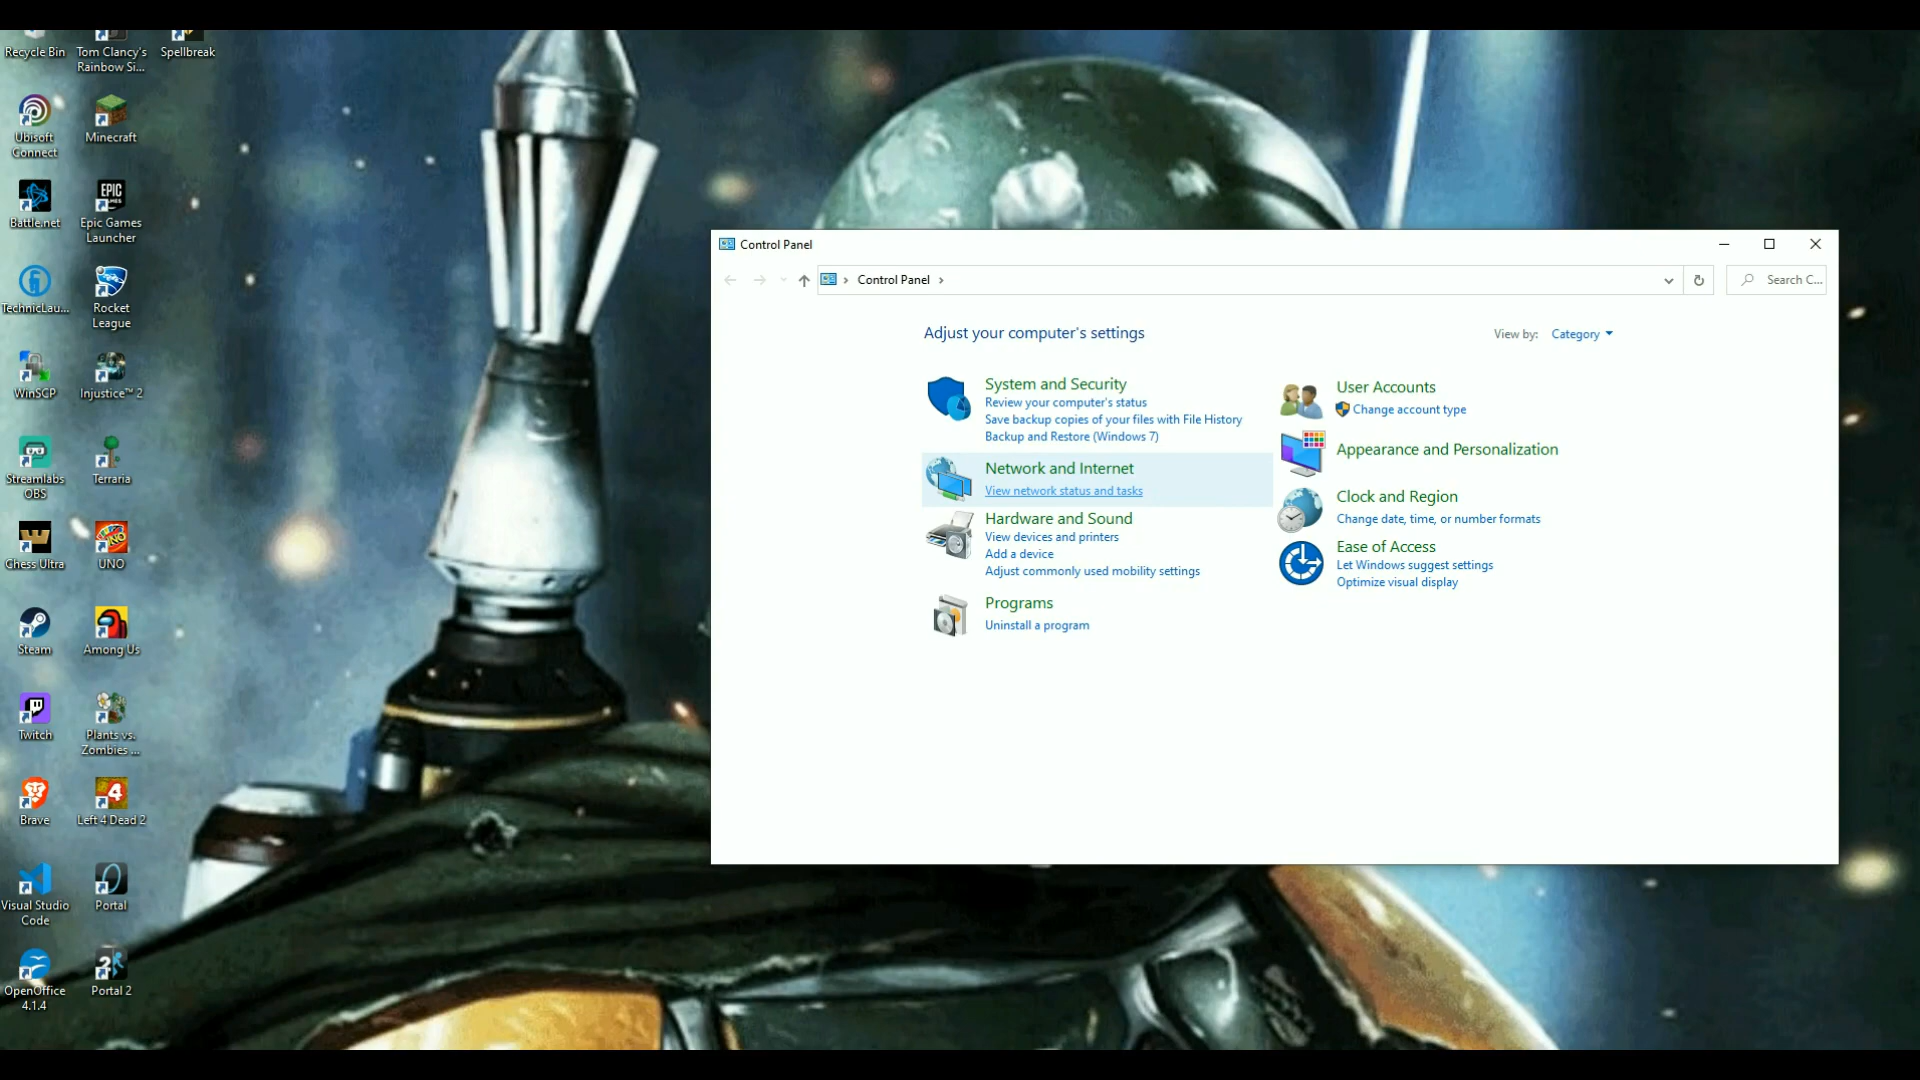 Recycle Bin
Tom Clancy's
Rainbow Si...
Spellbreak
Ubisoft
Connect
Minecraft
Battle.net
EPIC
GAMES
Epic Games
Launcher
TechnicLau...
Rocket
League
WinSCP
Injustice™ 2
Streamlabs
OBS
Terraria
Chess Ultra
UNO
UNO
Steam
Among Us
Twitch
Plants vs.
Zombies ...
Brave
4
Left 4 Dead 2
Visual Studio
Code
Portal
OpenOffice
4.1.4
2
Portal 2
Control Panel
Control Panel
Search C...
Adjust your computer's settings
View by: Category
System and Security
Review your computer's status
Save backup copies of your files with File History
Backup and Restore (Windows 7)
Network and Internet
View network status and tasks
Hardware and Sound
View devices and printers
Add a device
Adjust commonly used mobility settings
Programs
Uninstall a program
User Accounts
Change account type
Appearance and Personalization
Clock and Region
Change date, time, or number formats
Ease of Access
Let Windows suggest settings
Optimize visual display